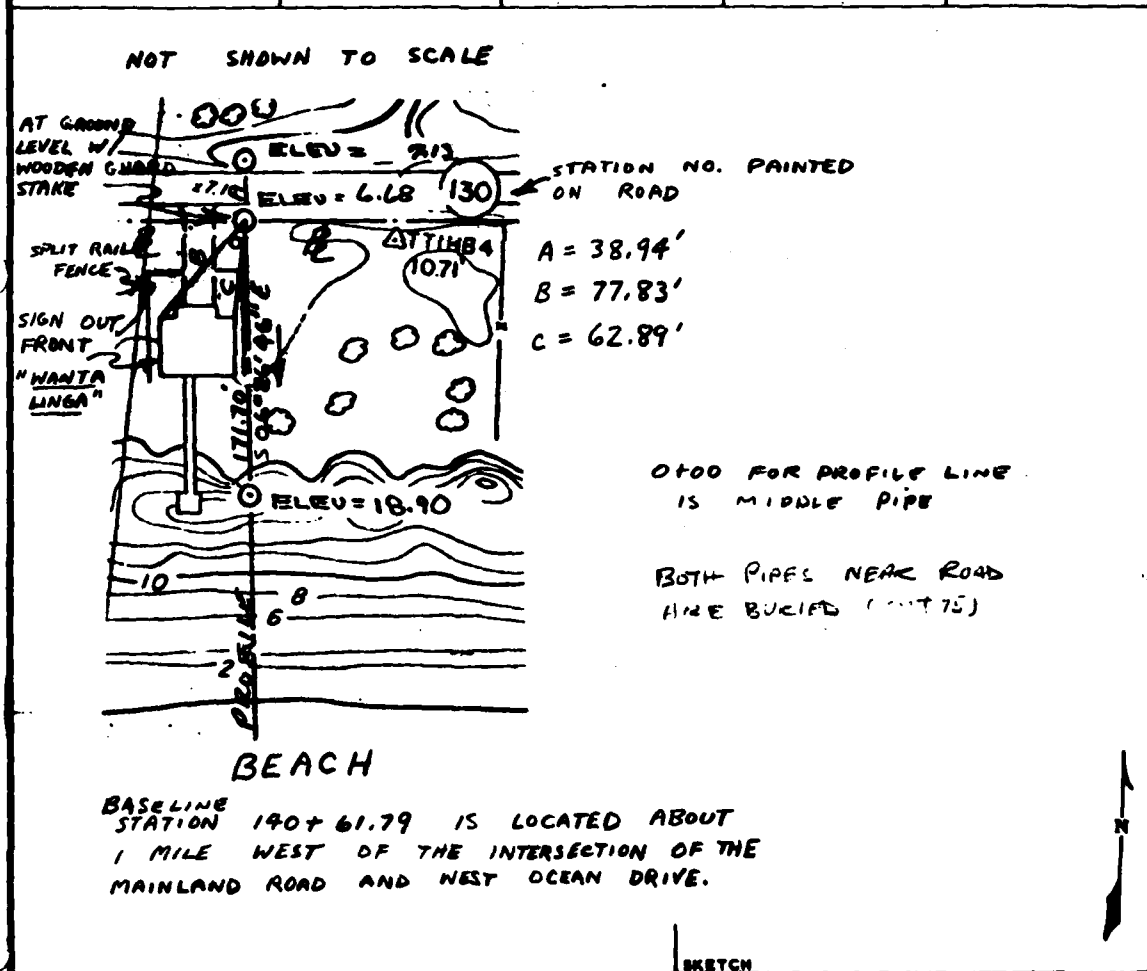 NOT SHOWN TO SCALE
AT GROUND
LEVEL W/
WOODEN GUARD
STAKE
ELEV =
ELEV = 6.68
130
STATION NO. PAINTED
ON ROAD
SPLIT RAIL
FENCE
10.71
A = 38.94'
B = 77.83'
C = 62.89'
SIGN OUT
FRONT
"WANTA
LINGA"
B
C
171.70'
ELEV = 18.90
0+00 FOR PROFILE LINE
IS MIDDLE PIPE
BOTH PIPES NEAR ROAD
ARE BURIED
10
8
6
2
PROFILE
BEACH
BASELINE
STATION 140+61.79 IS LOCATED ABOUT
1 MILE WEST OF THE INTERSECTION OF THE
MAINLAND ROAD AND WEST OCEAN DRIVE.
N
SKETCH